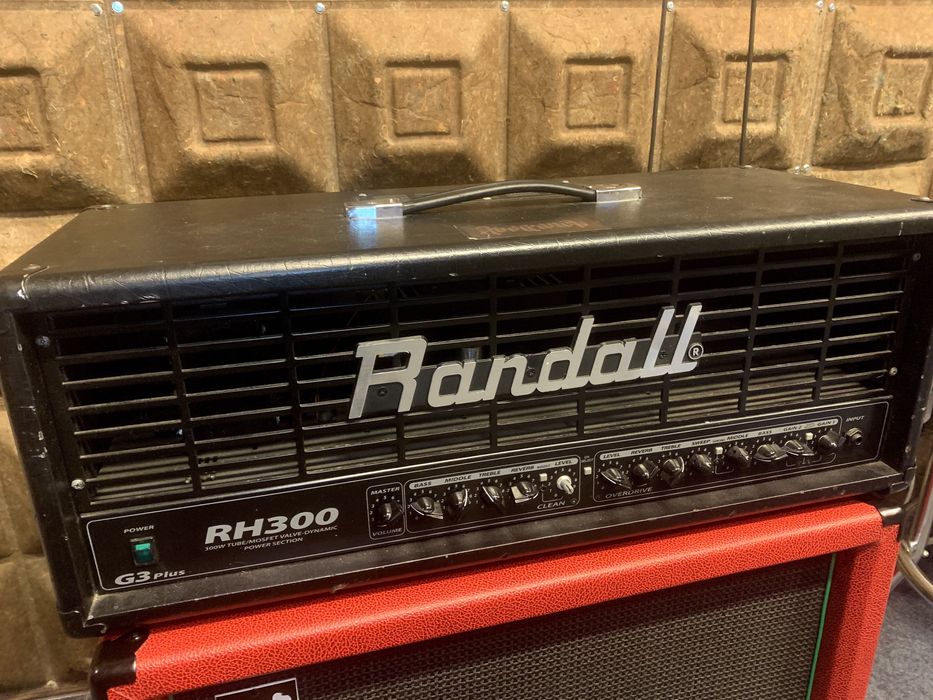 Randall®
POWER
G3 Plus
RH300
300W TUBE/MOSFET VALVE-DYNAMIC
POWER SECTION
MASTER
VOLUME
BASS
MIDDLE
TREBLE
REVERB
LEVEL
CLEAN
LEVEL
REVERB
TREBLE
SWEEP
MIDDLE
BASS
GAIN 2
GAIN 1
OVERDRIVE
INPUT